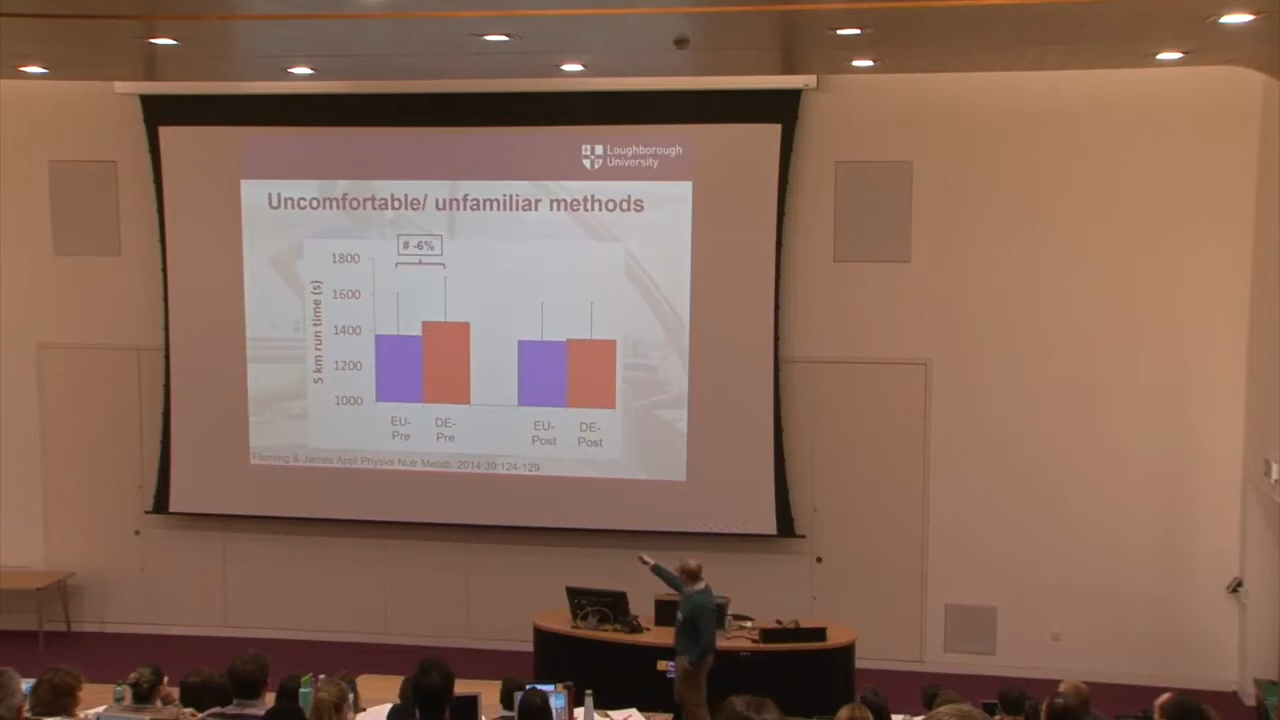 Loughborough
University
Uncomfortable/ unfamiliar methods
# -6%
1800
1600
1400
1200
1000
5 km run time (s)
EU-
Pre
DE-
Pre
EU-
Post
DE-
Post
Fleming & James Appl Physiol Nutr Metab. 2014;39:124-129